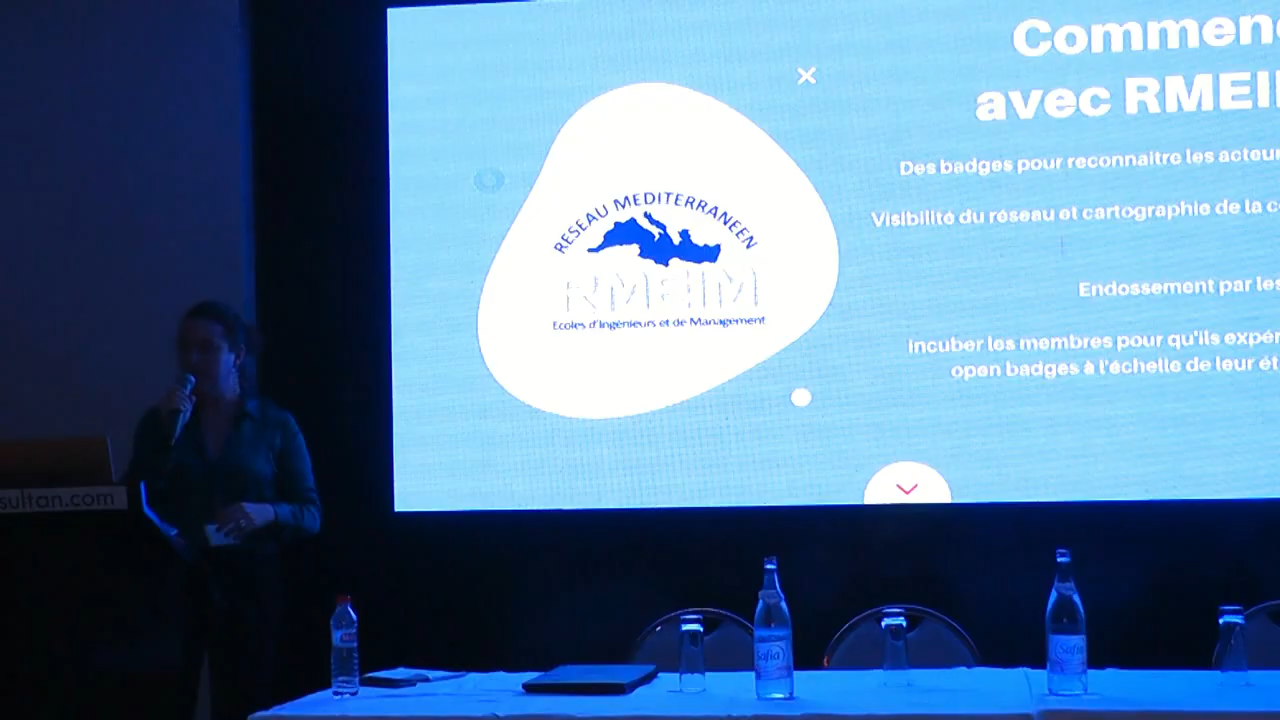 Commen
avec RMEI
Des badges pour reconnaitre les acteur
Visibilité du réseau et cartographie de la c
Endossement par les
Incuber les membres pour qu'ils expér
open badges à l'échelle de leur ét
RESEAU MEDITERRANEEN
RMEIM
Ecoles d'Ingénieurs et de Management
sultan.com
Safia
Safia